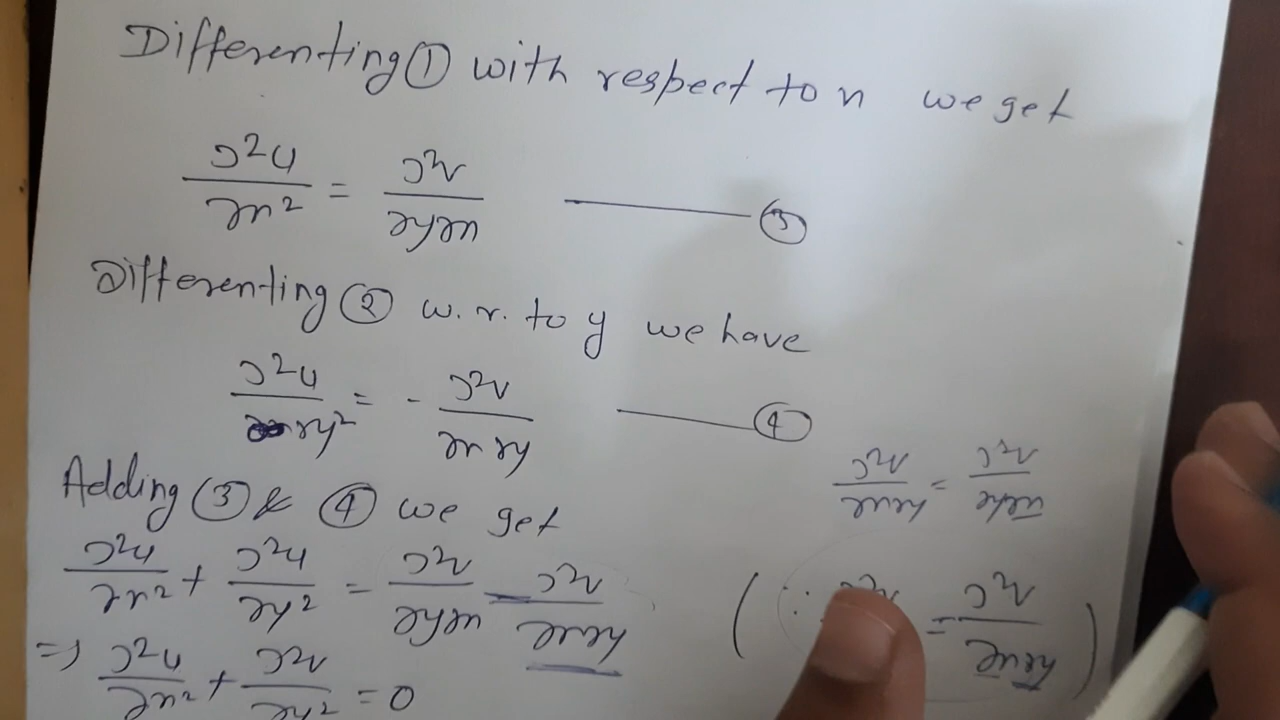 Differenting ① with respect to x we get
∂²u/∂x² = ∂²v/∂y∂x ——— ③
Differenting ② w.r. to y we have
∂²u/∂y² = - ∂²v/∂x∂y ——— ④
Adding ③ & ④ we get
∂²u/∂x² + ∂²u/∂y² = ∂²v/∂y∂x - ∂²v/∂x∂y
⇒ ∂²u/∂x² + ∂²v/∂y² = 0
∂²v/∂x∂y = ∂²v/∂y∂x
(∵ = ∂²v/∂x∂y)